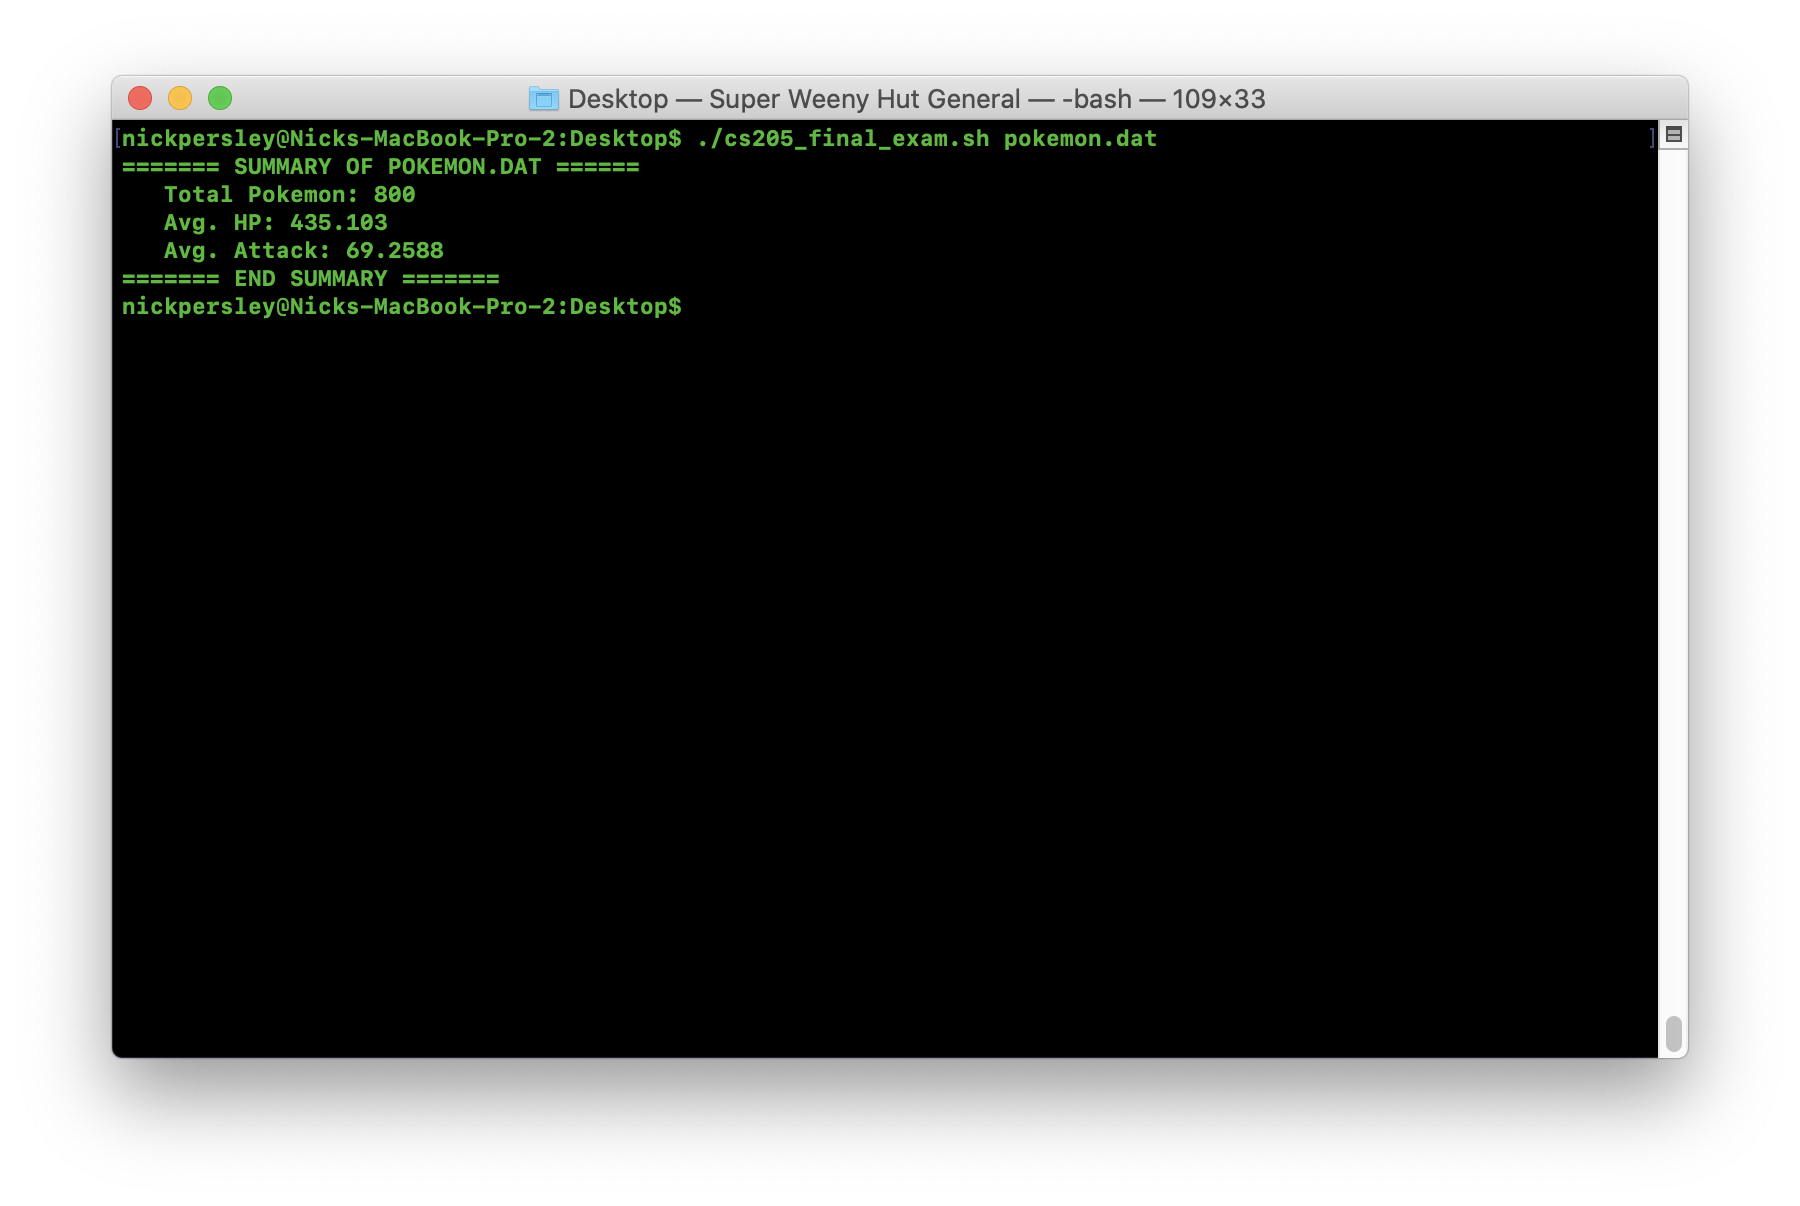 Desktop — Super Weeny Hut General — -bash — 109×33
[nickpersley@Nicks-MacBook-Pro-2:Desktop$ ./cs205_final_exam.sh pokemon.dat ]
======= SUMMARY OF POKEMON.DAT ======
   Total Pokemon: 800
   Avg. HP: 435.103
   Avg. Attack: 69.2588
======= END SUMMARY =======
nickpersley@Nicks-MacBook-Pro-2:Desktop$